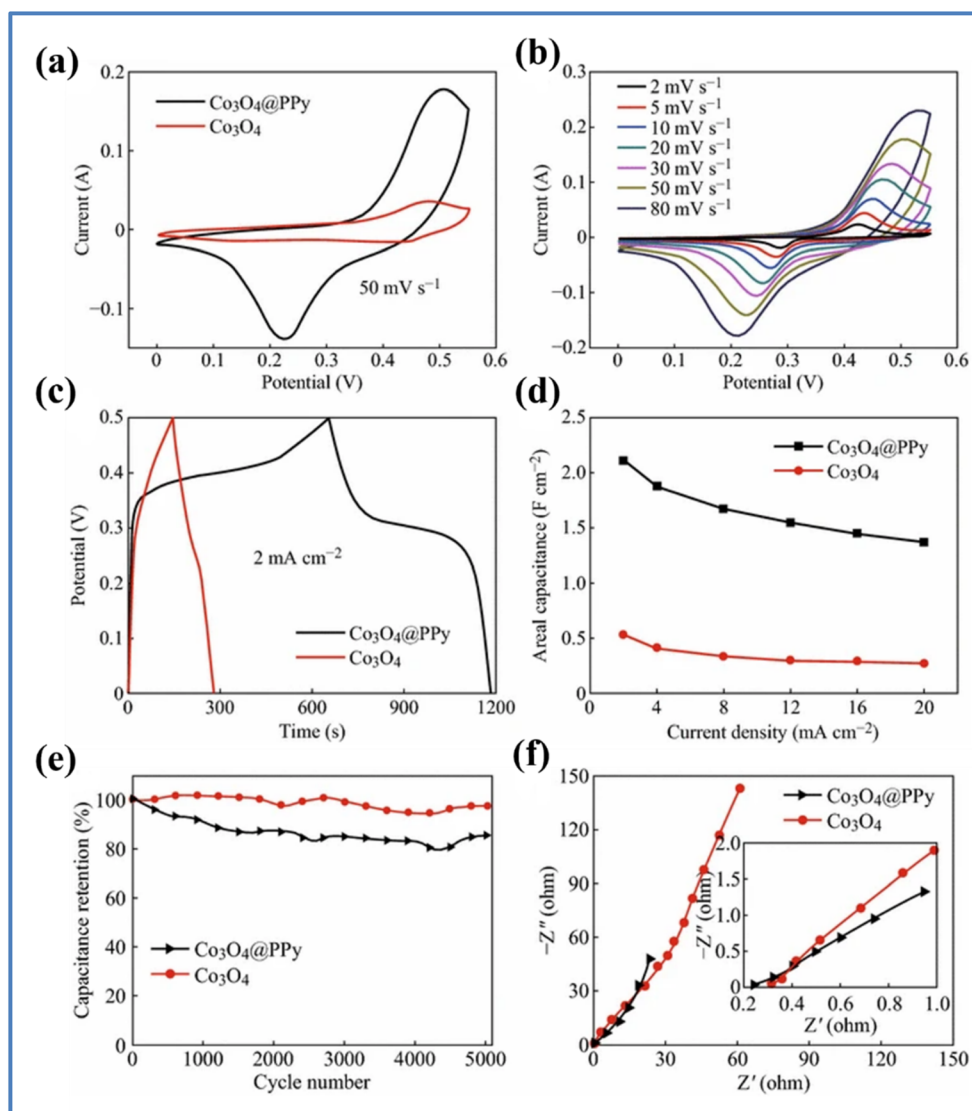 (a)
Current (A)
0.2
0.1
0
−0.1
Co₃O₄@PPy
Co₃O₄
50 mV s⁻¹
0 0.1 0.2 0.3 0.4 0.5 0.6
Potential (V)
(b)
Current (A)
0.3
0.2
0.1
0
−0.1
−0.2
2 mV s⁻¹
5 mV s⁻¹
10 mV s⁻¹
20 mV s⁻¹
30 mV s⁻¹
50 mV s⁻¹
80 mV s⁻¹
0 0.1 0.2 0.3 0.4 0.5 0.6
Potential (V)
(c)
Potential (V)
0.5
0.4
0.3
0.2
0.1
0
2 mA cm⁻²
Co₃O₄@PPy
Co₃O₄
0 300 600 900 1200
Time (s)
(d)
Areal capacitance (F cm⁻²)
2.5
2.0
1.5
1.0
0.5
0
Co₃O₄@PPy
Co₃O₄
4 8 12 16 20
Current density (mA cm⁻²)
(e)
Capacitance retention (%)
100
80
60
40
20
0
Co₃O₄@PPy
Co₃O₄
0 1000 2000 3000 4000 5000
Cycle number
(f)
−Z″ (ohm)
150
120
90
60
30
0
Co₃O₄@PPy
Co₃O₄
−Z″ (ohm)
2.0
1.5
1.0
0.5
0
0.2 0.4 0.6 0.8 1.0
Z′ (ohm)
0 30 60 90 120 150
Z′ (ohm)